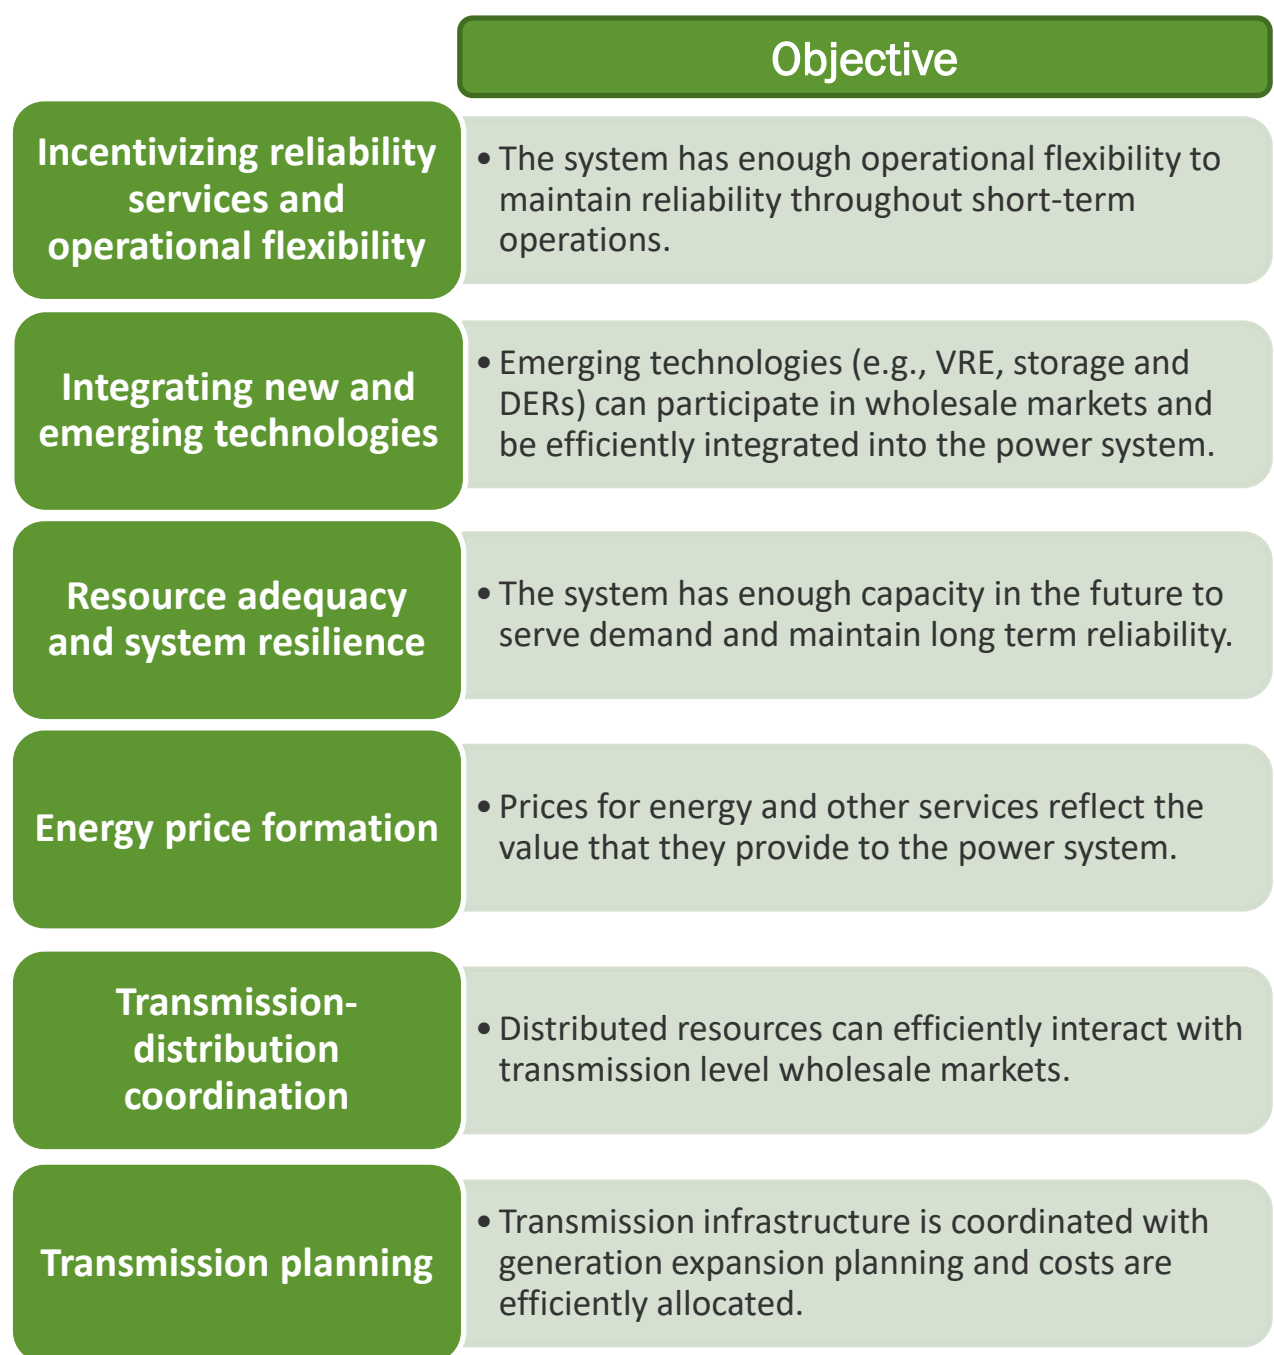 Objective
Incentivizing reliability
services and
operational flexibility
• The system has enough operational flexibility to
maintain reliability throughout short-term
operations.
Integrating new and
emerging technologies
• Emerging technologies (e.g., VRE, storage and
DERs) can participate in wholesale markets and
be efficiently integrated into the power system.
Resource adequacy
and system resilience
• The system has enough capacity in the future to
serve demand and maintain long term reliability.
Energy price formation
• Prices for energy and other services reflect the
value that they provide to the power system.
Transmission-
distribution
coordination
• Distributed resources can efficiently interact with
transmission level wholesale markets.
Transmission planning
• Transmission infrastructure is coordinated with
generation expansion planning and costs are
efficiently allocated.